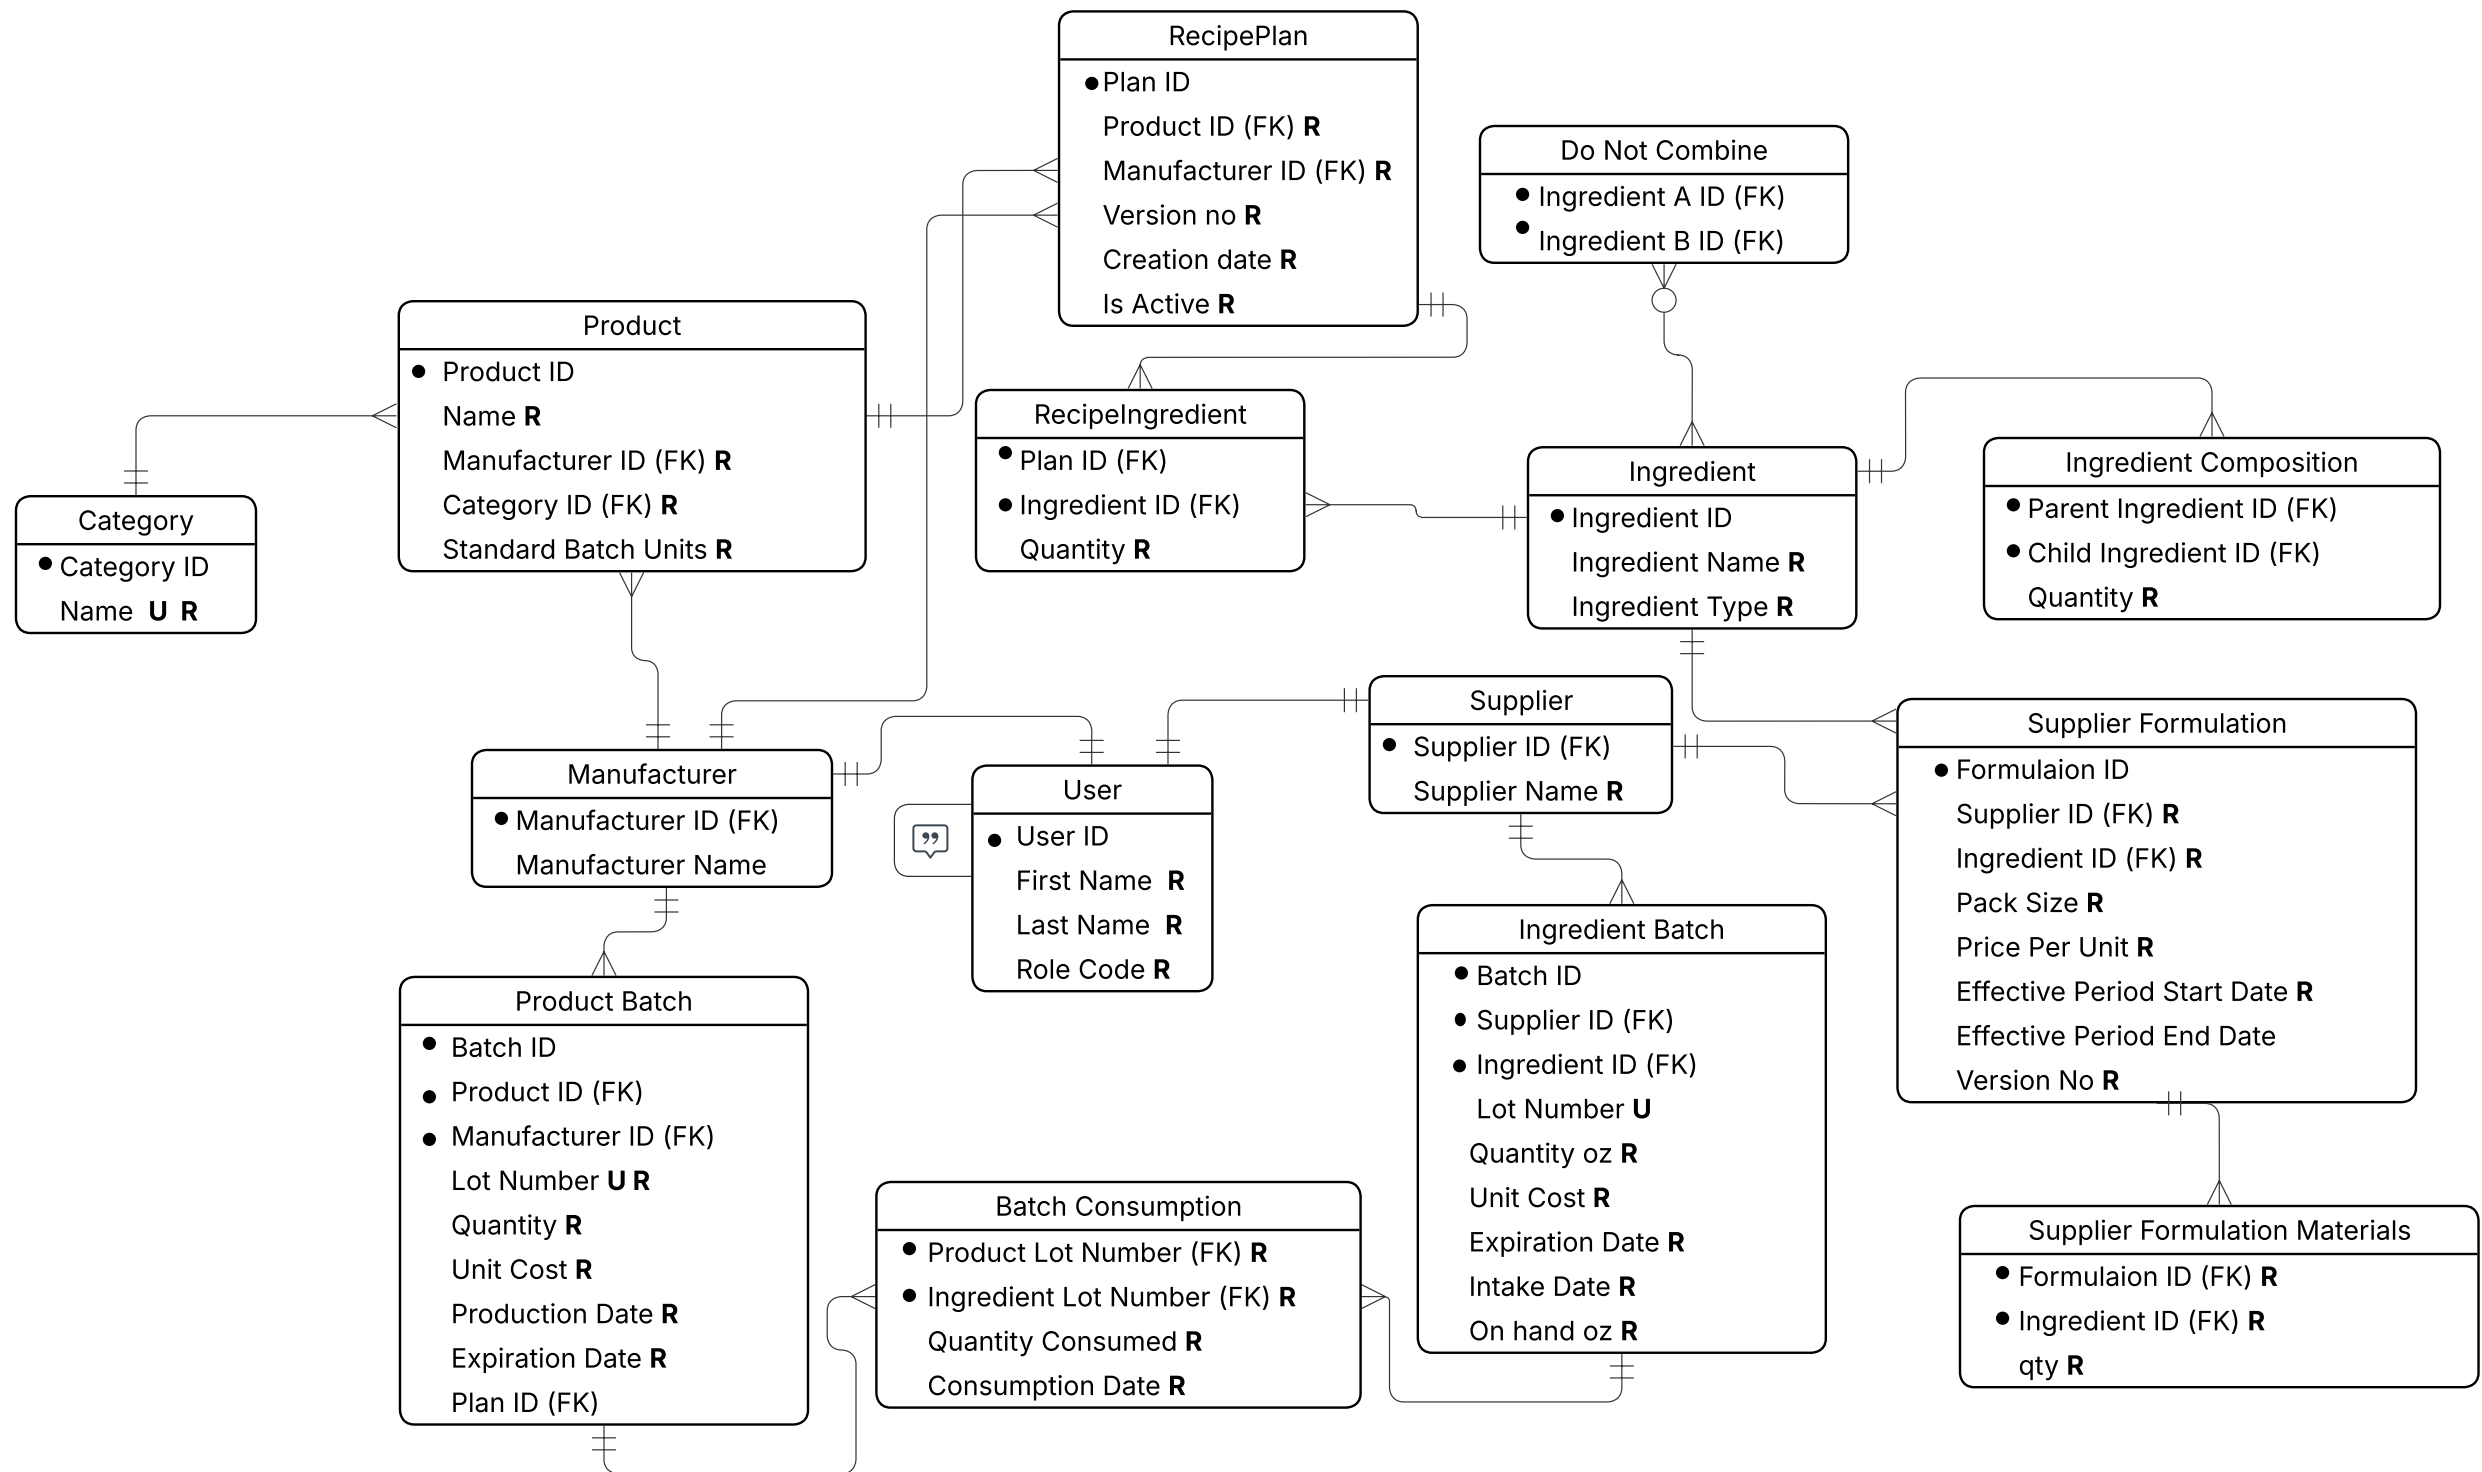 RecipePlan
Plan ID
Product ID (FK) R
Manufacturer ID (FK) R
Version no R
Creation date R
Is Active R
Do Not Combine
Ingredient A ID (FK)
Ingredient B ID (FK)
Product
Product ID
Name R
Manufacturer ID (FK) R
Category ID (FK) R
Standard Batch Units R
RecipeIngredient
Plan ID (FK)
Ingredient ID (FK)
Quantity R
Ingredient
Ingredient ID
Ingredient Name R
Ingredient Type R
Ingredient Composition
Parent Ingredient ID (FK)
Child Ingredient ID (FK)
Quantity R
Category
Category ID
Name U R
Manufacturer
Manufacturer ID (FK)
Manufacturer Name
User
User ID
First Name R
Last Name R
Role Code R
Supplier
Supplier ID (FK)
Supplier Name R
Supplier Formulation
Formulaion ID
Supplier ID (FK) R
Ingredient ID (FK) R
Pack Size R
Price Per Unit R
Effective Period Start Date R
Effective Period End Date
Version No R
Product Batch
Batch ID
Product ID (FK)
Manufacturer ID (FK)
Lot Number U R
Quantity R
Unit Cost R
Production Date R
Expiration Date R
Plan ID (FK)
Batch Consumption
Product Lot Number (FK) R
Ingredient Lot Number (FK) R
Quantity Consumed R
Consumption Date R
Ingredient Batch
Batch ID
Supplier ID (FK)
Ingredient ID (FK)
Lot Number U
Quantity oz R
Unit Cost R
Expiration Date R
Intake Date R
On hand oz R
Supplier Formulation Materials
Formulaion ID (FK) R
Ingredient ID (FK) R
qty R